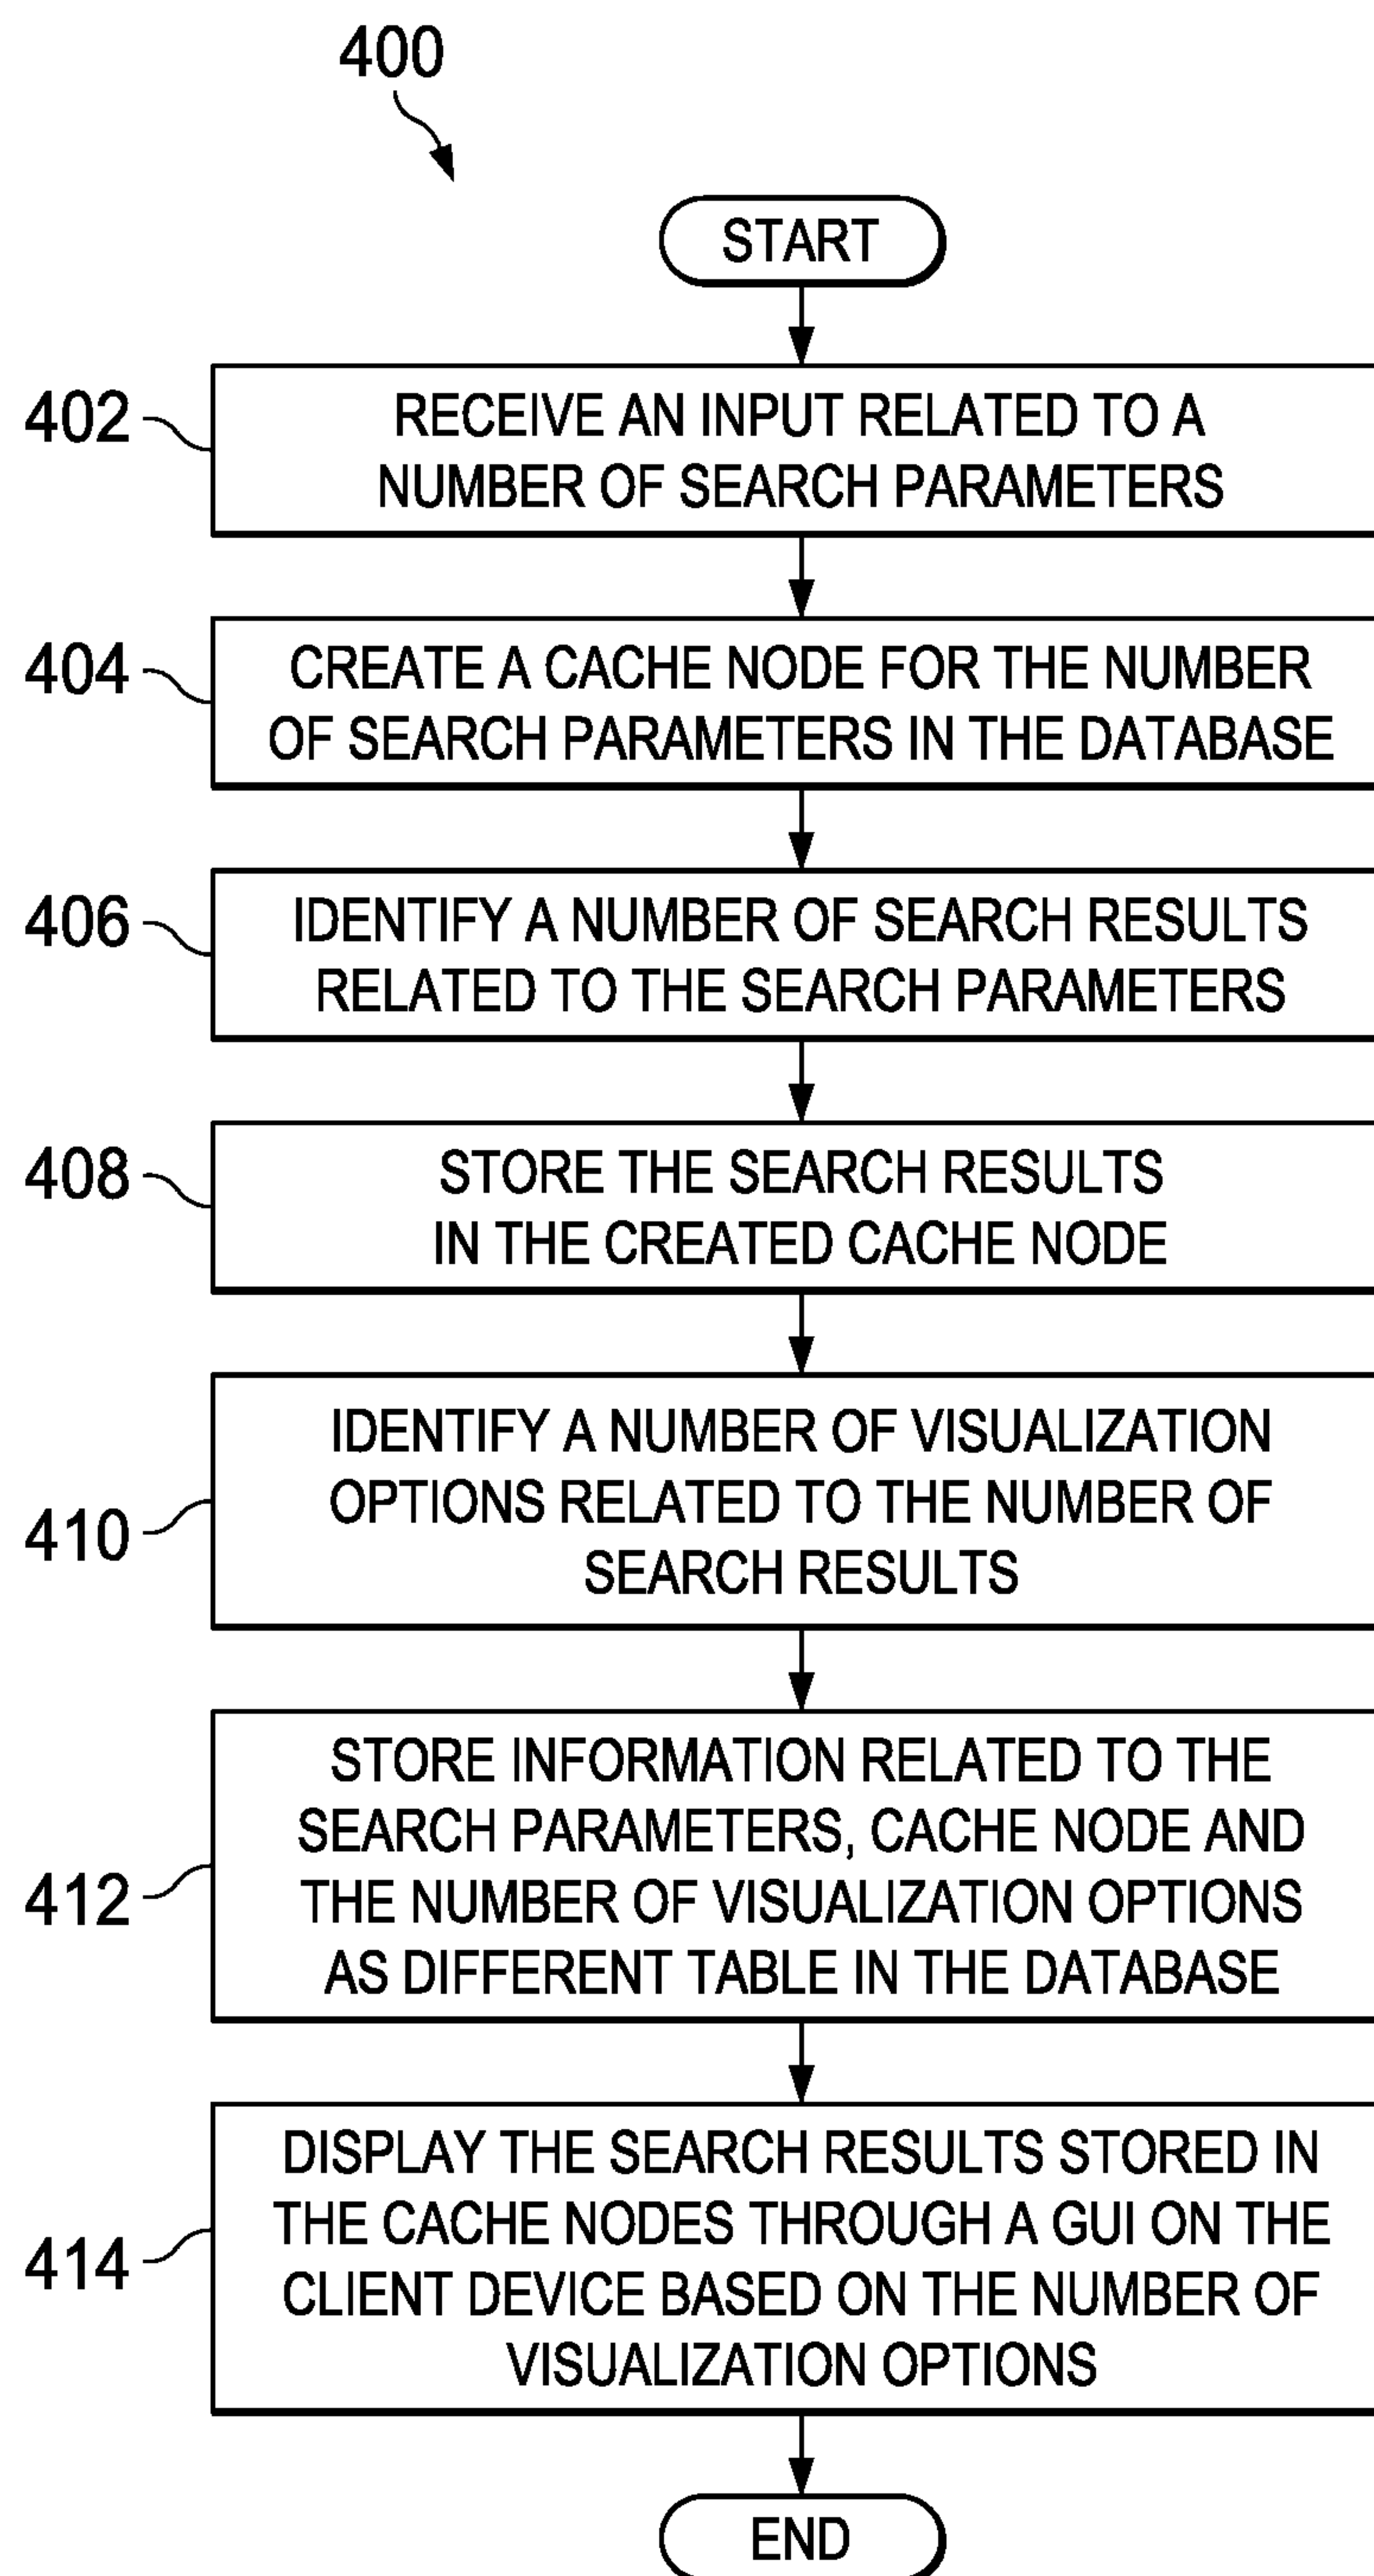 400
START
402
RECEIVE AN INPUT RELATED TO A
NUMBER OF SEARCH PARAMETERS
404
CREATE A CACHE NODE FOR THE NUMBER
OF SEARCH PARAMETERS IN THE DATABASE
406
IDENTIFY A NUMBER OF SEARCH RESULTS
RELATED TO THE SEARCH PARAMETERS
408
STORE THE SEARCH RESULTS
IN THE CREATED CACHE NODE
410
IDENTIFY A NUMBER OF VISUALIZATION
OPTIONS RELATED TO THE NUMBER OF
SEARCH RESULTS
412
STORE INFORMATION RELATED TO THE
SEARCH PARAMETERS, CACHE NODE AND
THE NUMBER OF VISUALIZATION OPTIONS
AS DIFFERENT TABLE IN THE DATABASE
414
DISPLAY THE SEARCH RESULTS STORED IN
THE CACHE NODES THROUGH A GUI ON THE
CLIENT DEVICE BASED ON THE NUMBER OF
VISUALIZATION OPTIONS
END